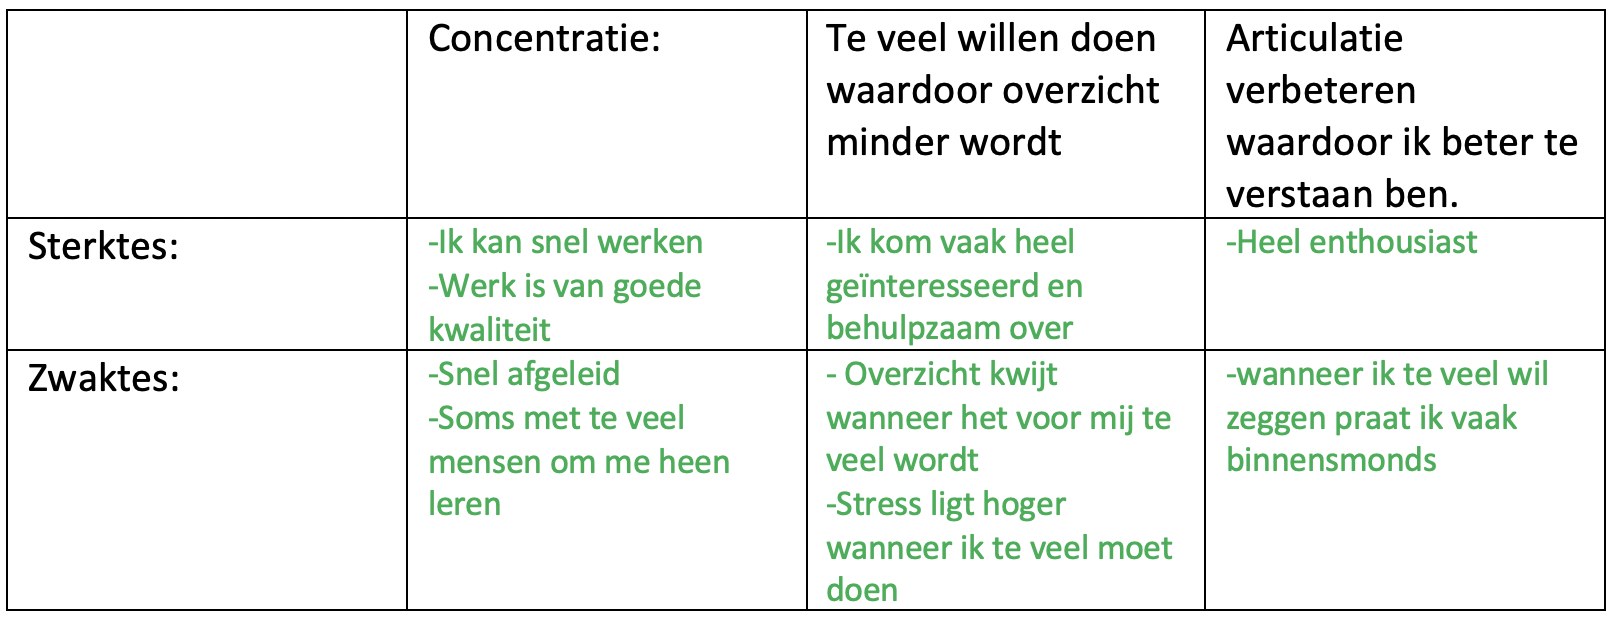 Concentratie:
Te veel willen doen
waardoor overzicht
minder wordt
Articulatie
verbeteren
waardoor ik beter te
verstaan ben.
Sterktes:
-Ik kan snel werken
-Werk is van goede
kwaliteit
-Ik kom vaak heel
geïnteresseerd en
behulpzaam over
-Heel enthousiast
Zwaktes:
-Snel afgeleid
-Soms met te veel
mensen om me heen
leren
- Overzicht kwijt
wanneer het voor mij te
veel wordt
-Stress ligt hoger
wanneer ik te veel moet
doen
-wanneer ik te veel wil
zeggen praat ik vaak
binnensmonds